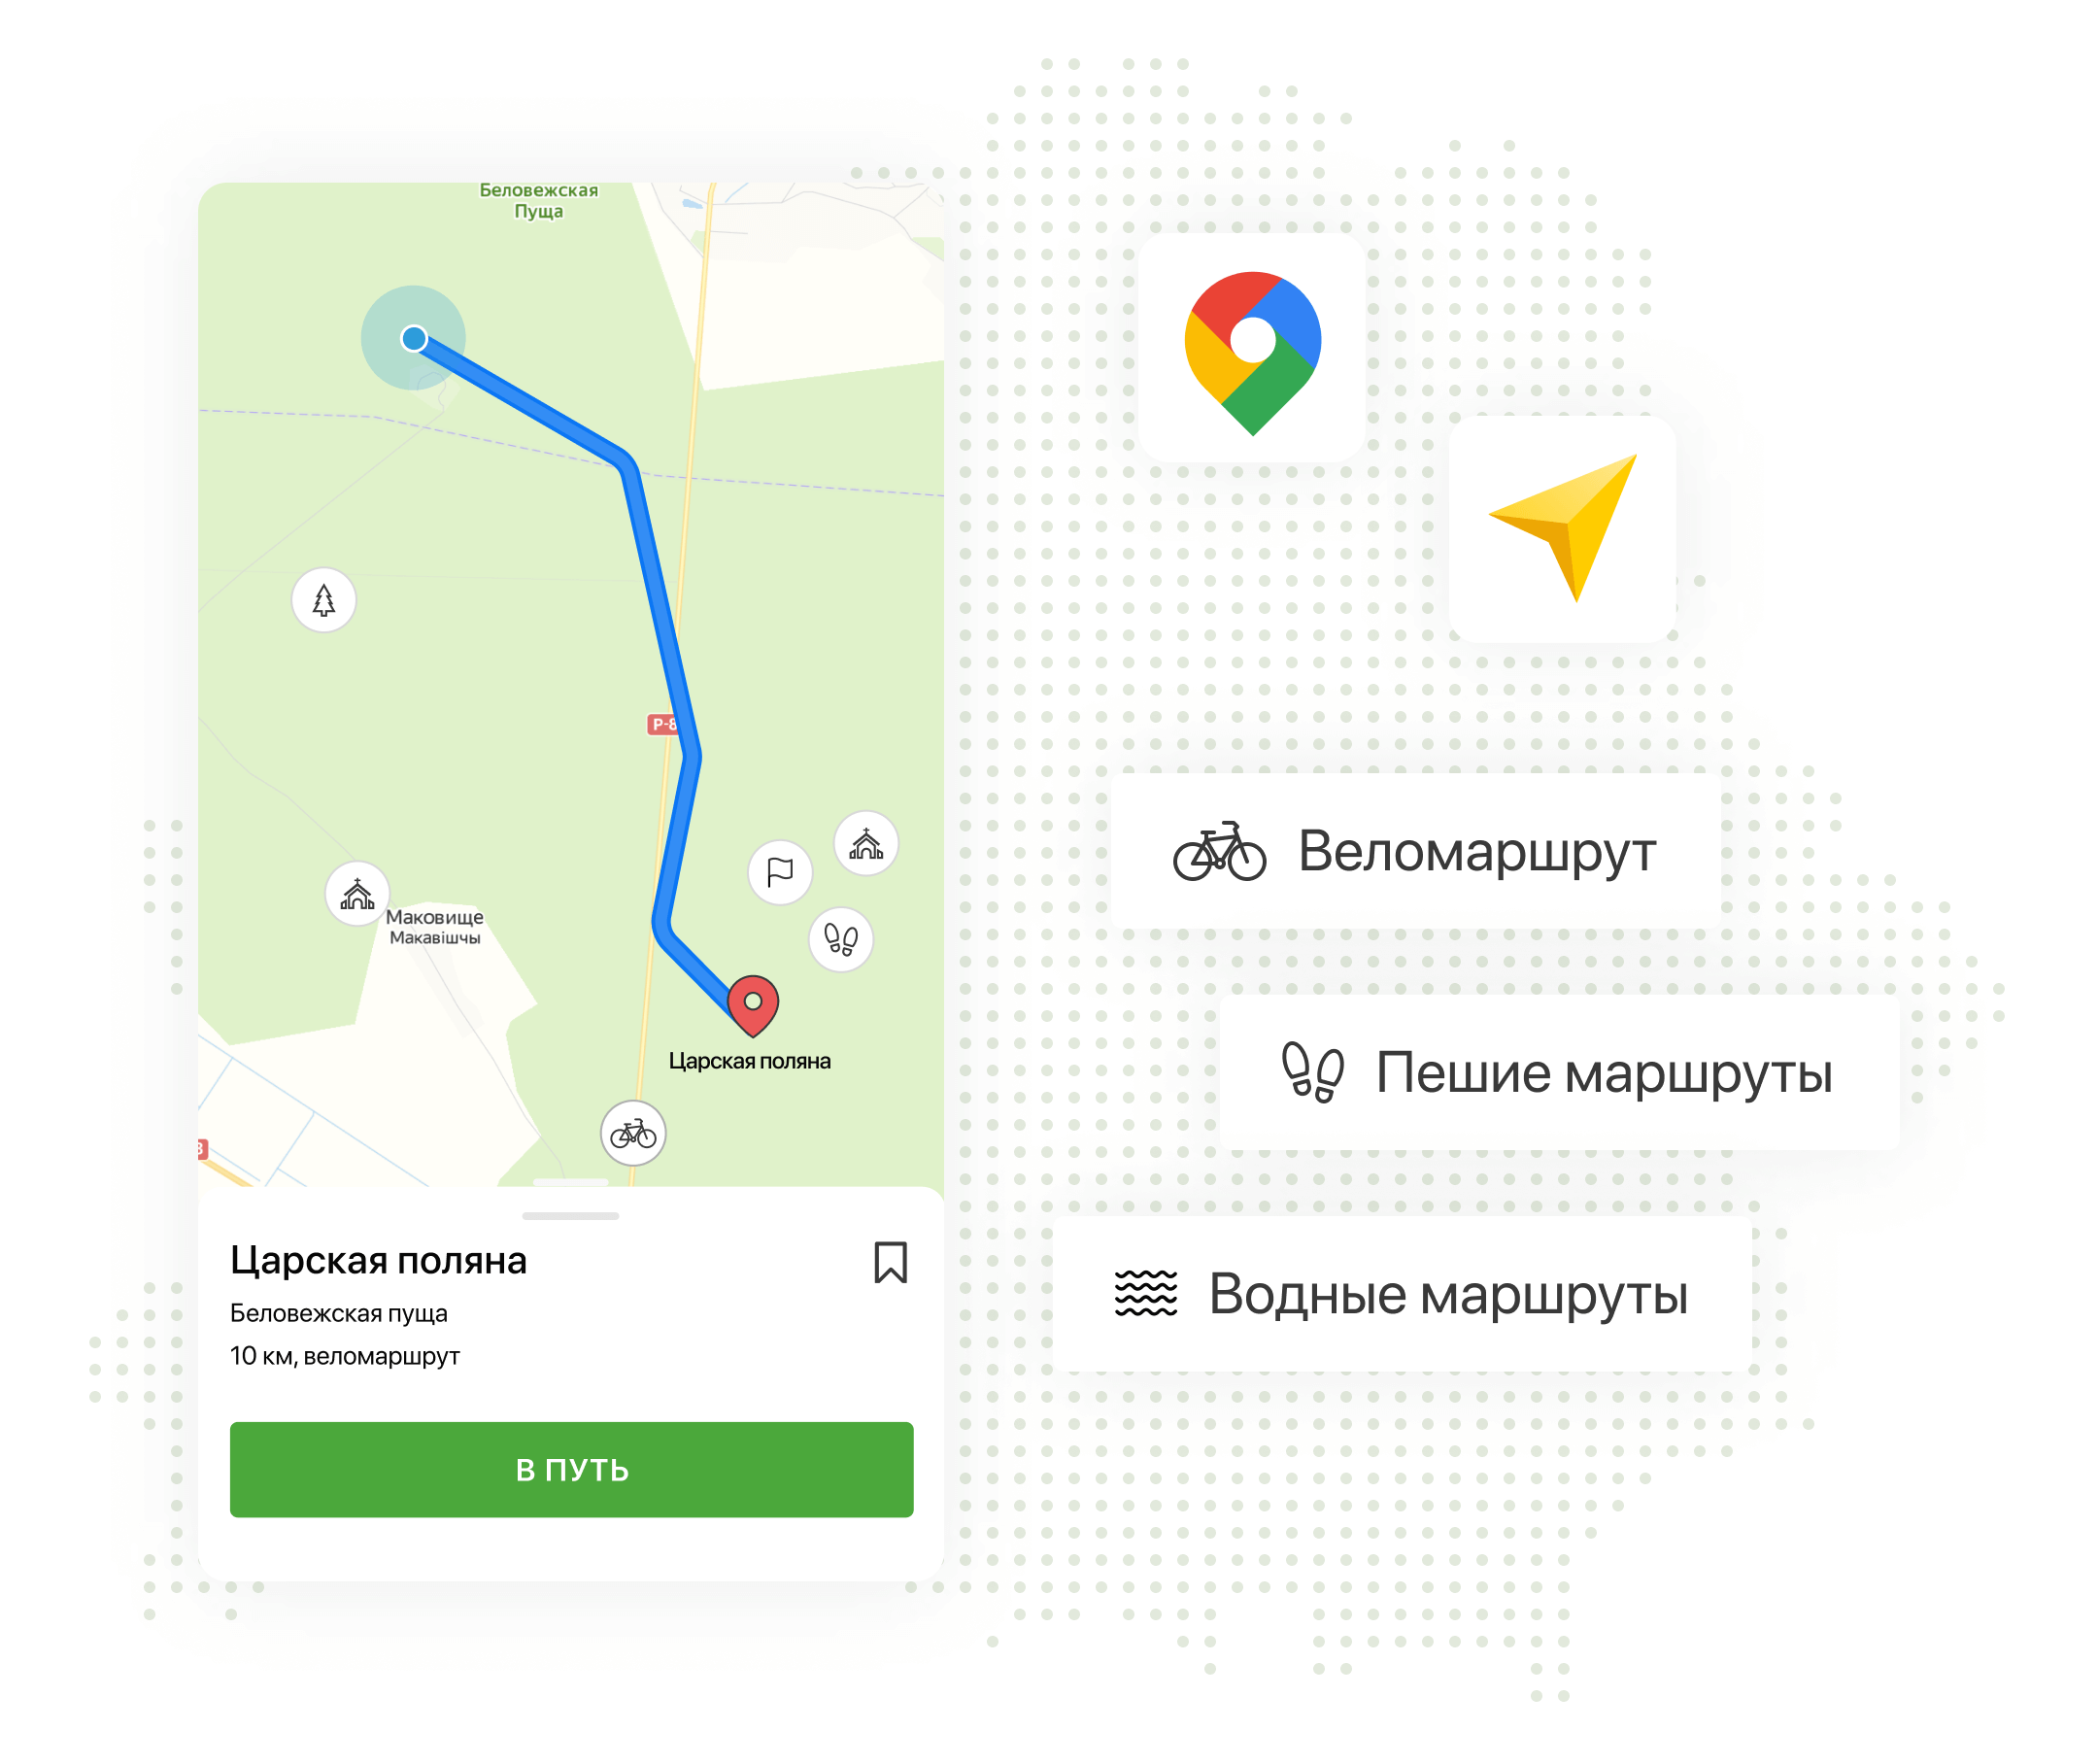 Беловежская
Пуща
Р-8
Маковище
Макавішчы
Царская поляна
Царская поляна
Беловежская пуща
10 км, веломаршрут
В ПУТЬ
Веломаршрут
Пешие маршруты
Водные маршруты